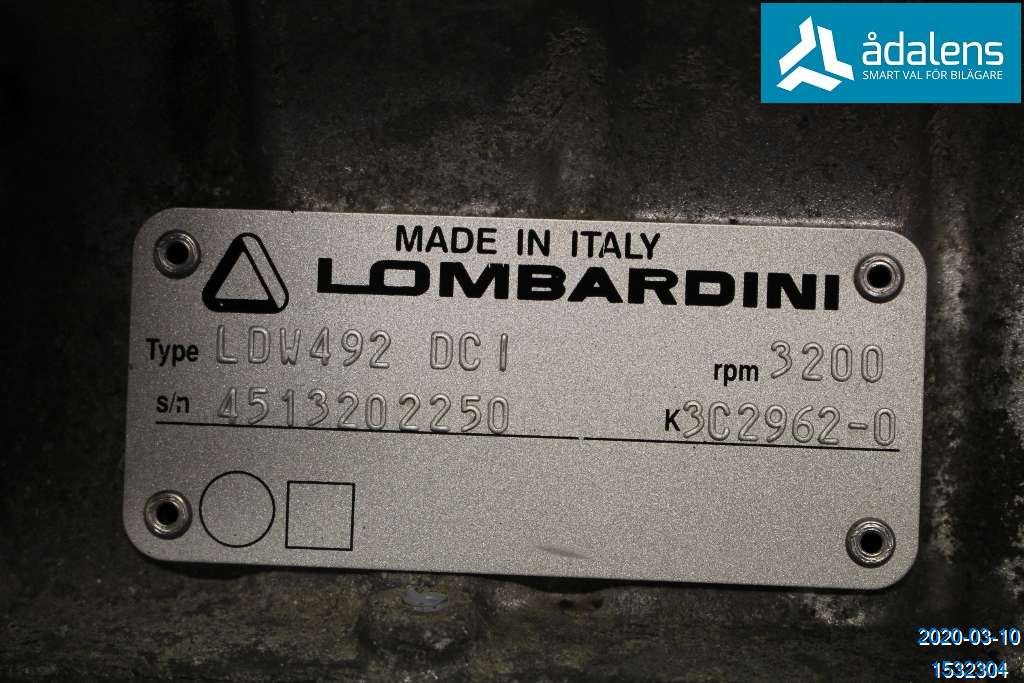 ådalens
SMART VAL FÖR BILÄGARE
MADE IN ITALY
LOMBARDINI
Type LDW492 DCI rpm 3200
s/n 4513202250 K3C2962-0
2020-03-10
1532304